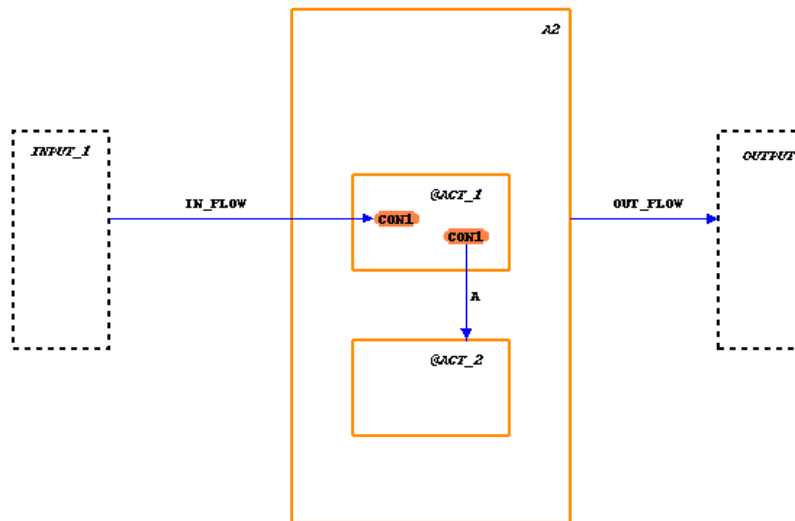 A2
INPUT_1
OUTPUT
@ACT_1
IN_FLOW
OUT_FLOW
CON1
CON1
A
@ACT_2